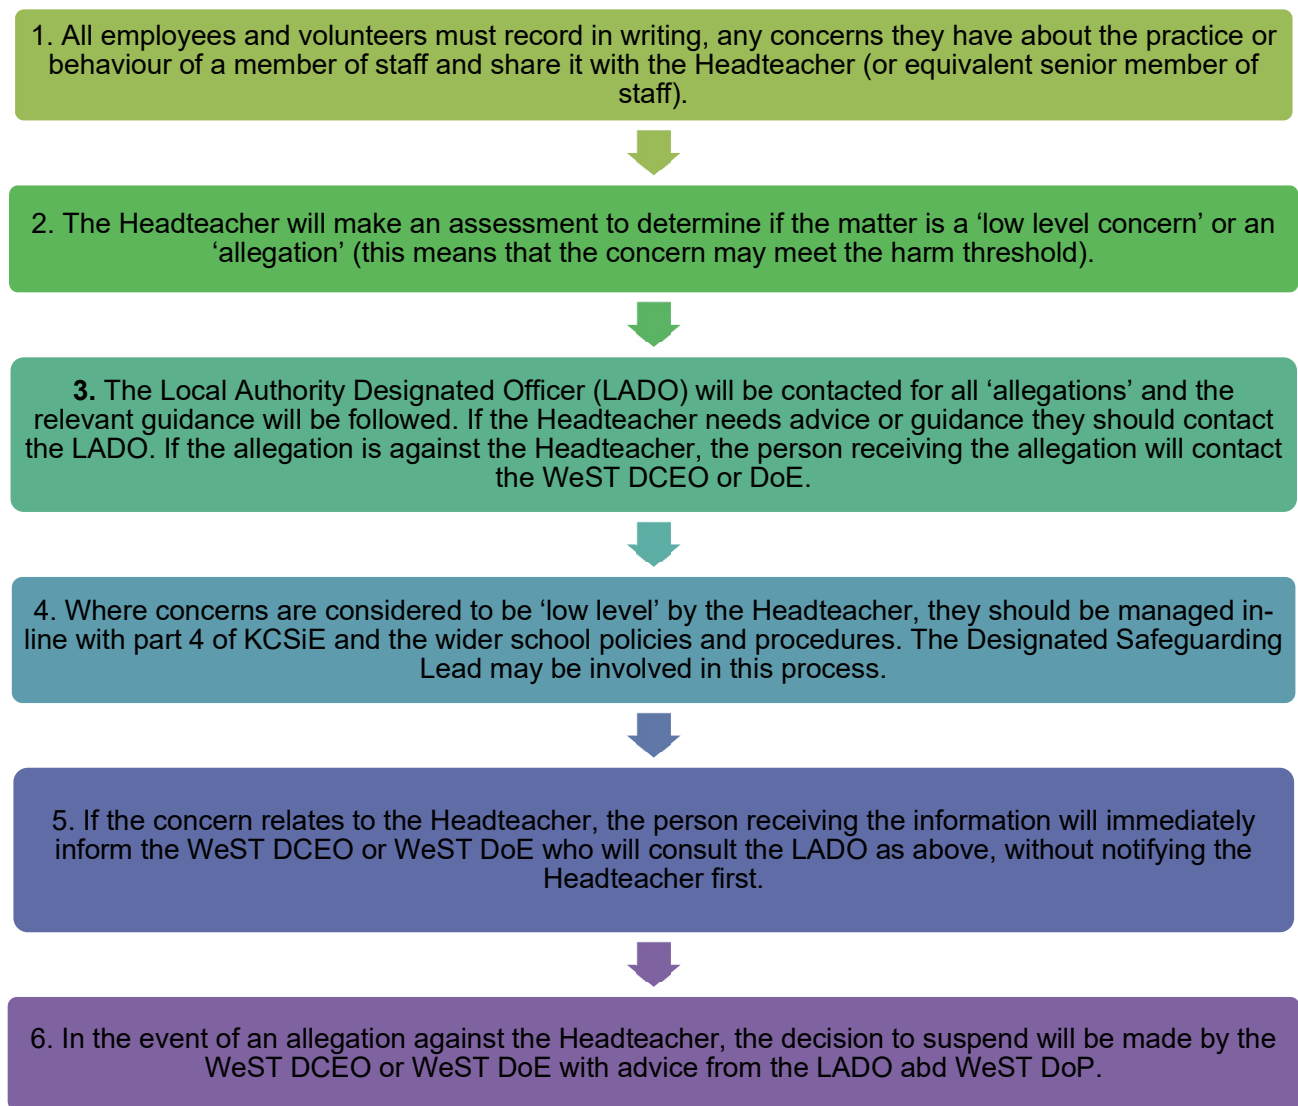 1. All employees and volunteers must record in writing, any concerns they have about the practice or
behaviour of a member of staff and share it with the Headteacher (or equivalent senior member of
staff).
2. The Headteacher will make an assessment to determine if the matter is a ‘low level concern’ or an
‘allegation’ (this means that the concern may meet the harm threshold).
3. The Local Authority Designated Officer (LADO) will be contacted for all ‘allegations’ and the
relevant guidance will be followed. If the Headteacher needs advice or guidance they should contact
the LADO. If the allegation is against the Headteacher, the person receiving the allegation will contact
the WeST DCEO or DoE.
4. Where concerns are considered to be ‘low level’ by the Headteacher, they should be managed in-
line with part 4 of KCSiE and the wider school policies and procedures. The Designated Safeguarding
Lead may be involved in this process.
5. If the concern relates to the Headteacher, the person receiving the information will immediately
inform the WeST DCEO or WeST DoE who will consult the LADO as above, without notifying the
Headteacher first.
6. In the event of an allegation against the Headteacher, the decision to suspend will be made by the
WeST DCEO or WeST DoE with advice from the LADO abd WeST DoP.